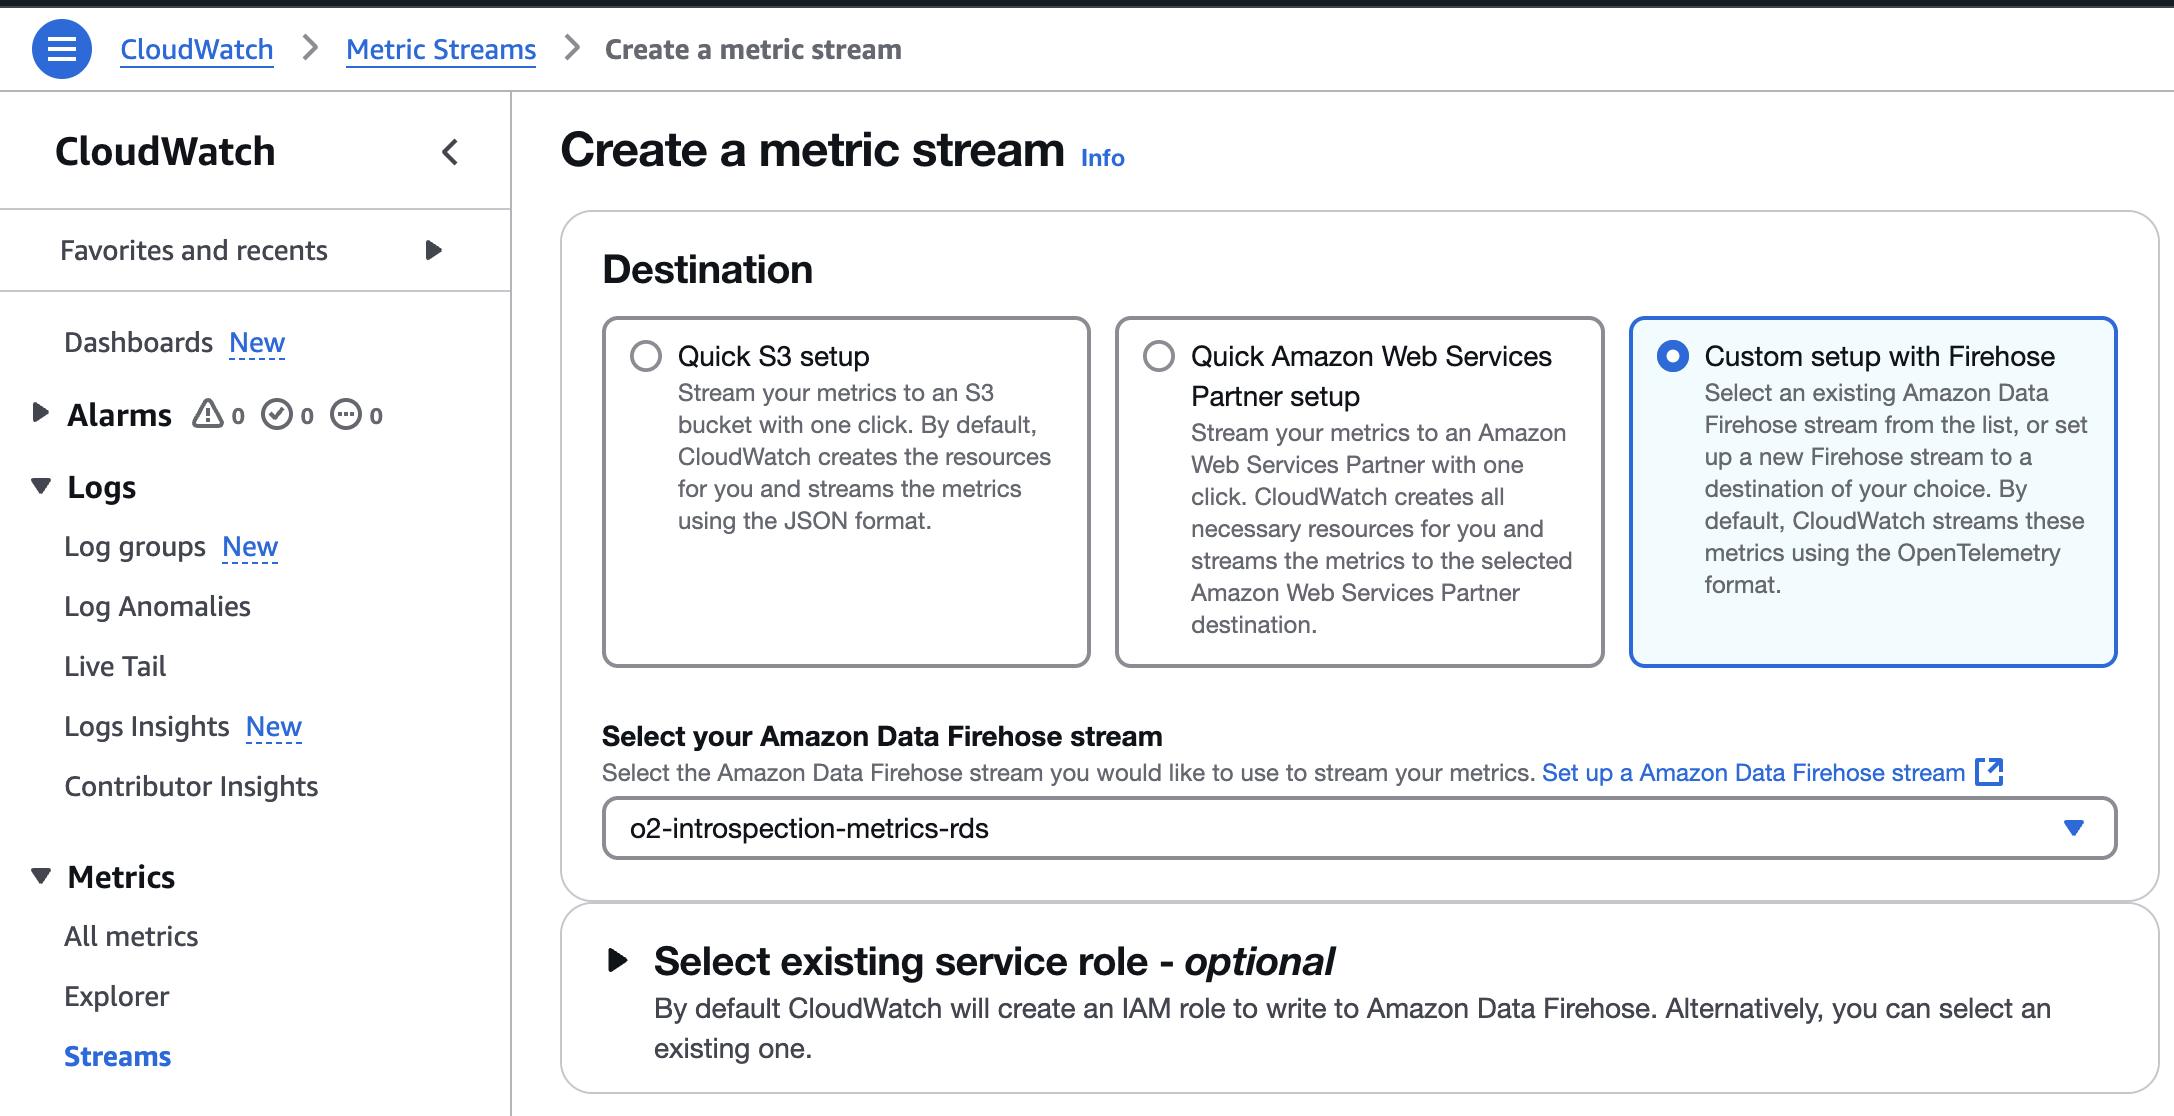 CloudWatch > Metric Streams > Create a metric stream
CloudWatch
Favorites and recents
Dashboards New
Alarms 0 0 0
Logs
Log groups New
Log Anomalies
Live Tail
Logs Insights New
Contributor Insights
Metrics
All metrics
Explorer
Streams
Create a metric stream Info
Destination
Quick S3 setup
Stream your metrics to an S3
bucket with one click. By default,
CloudWatch creates the resources
for you and streams the metrics
using the JSON format.
Quick Amazon Web Services
Partner setup
Stream your metrics to an Amazon
Web Services Partner with one
click. CloudWatch creates all
necessary resources for you and
streams the metrics to the selected
Amazon Web Services Partner
destination.
Custom setup with Firehose
Select an existing Amazon Data
Firehose stream from the list, or set
up a new Firehose stream to a
destination of your choice. By
default, CloudWatch streams these
metrics using the OpenTelemetry
format.
Select your Amazon Data Firehose stream
Select the Amazon Data Firehose stream you would like to use to stream your metrics. Set up a Amazon Data Firehose stream
o2-introspection-metrics-rds
Select existing service role - optional
By default CloudWatch will create an IAM role to write to Amazon Data Firehose. Alternatively, you can select an
existing one.